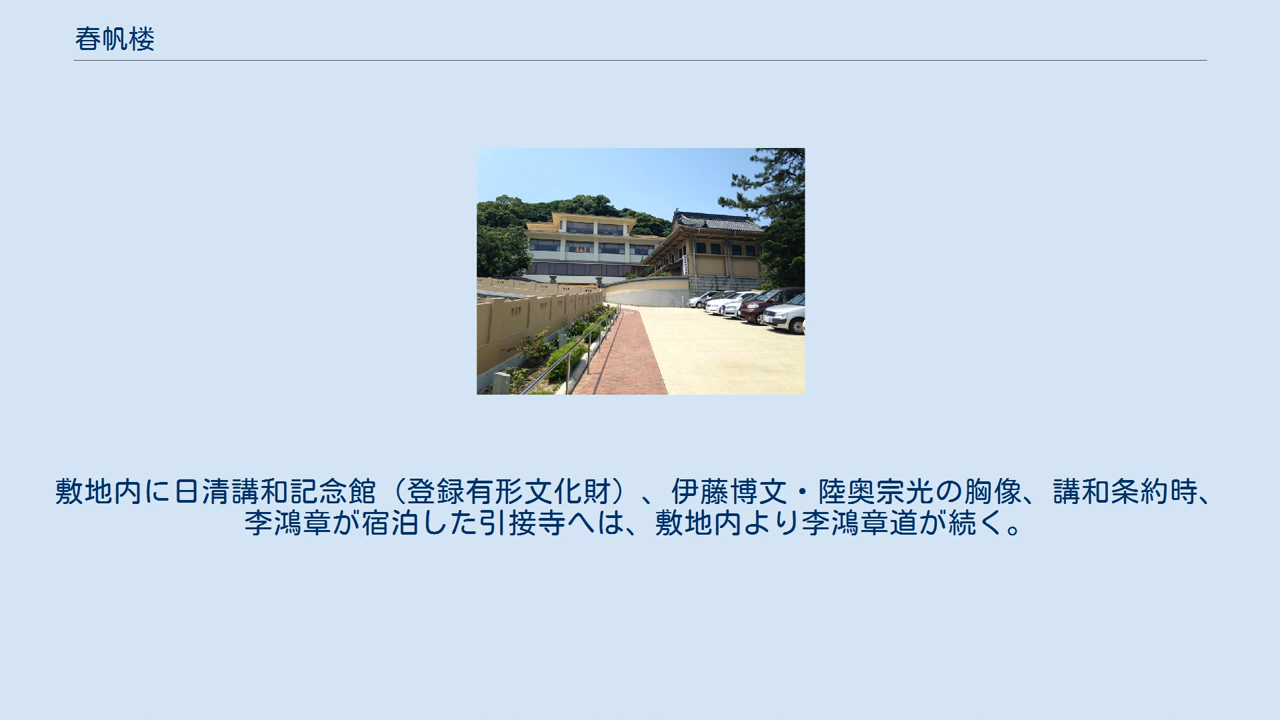 春帆楼
敷地内に日清講和記念館（登録有形文化財）、伊藤博文・陸奥宗光の胸像、講和条約時、
李鴻章が宿泊した引接寺へは、敷地内より李鴻章道が続く。